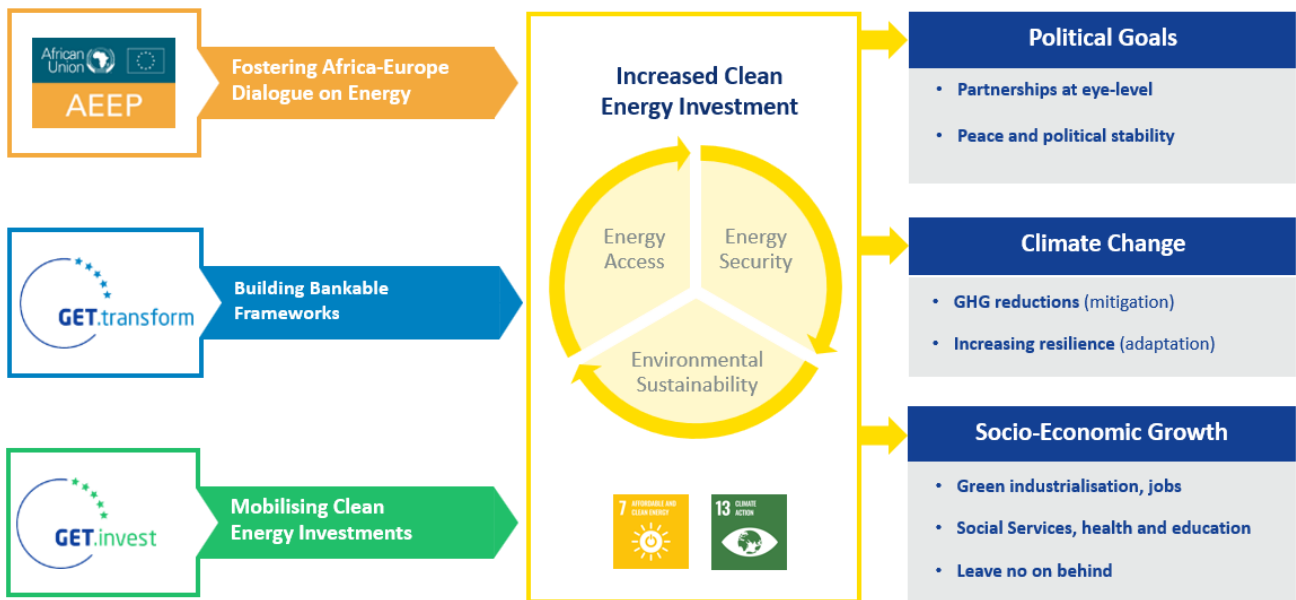 African
Union
AEEP
Fostering Africa-Europe
Dialogue on Energy
GET.transform
Building Bankable
Frameworks
GET.invest
Mobilising Clean
Energy Investments
Increased Clean
Energy Investment
Energy
Access
Energy
Security
Environmental
Sustainability
7 AFFORDABLE AND
CLEAN ENERGY
13 CLIMATE
ACTION
Political Goals
• Partnerships at eye-level
• Peace and political stability
Climate Change
• GHG reductions (mitigation)
• Increasing resilience (adaptation)
Socio-Economic Growth
• Green industrialisation, jobs
• Social Services, health and education
• Leave no on behind